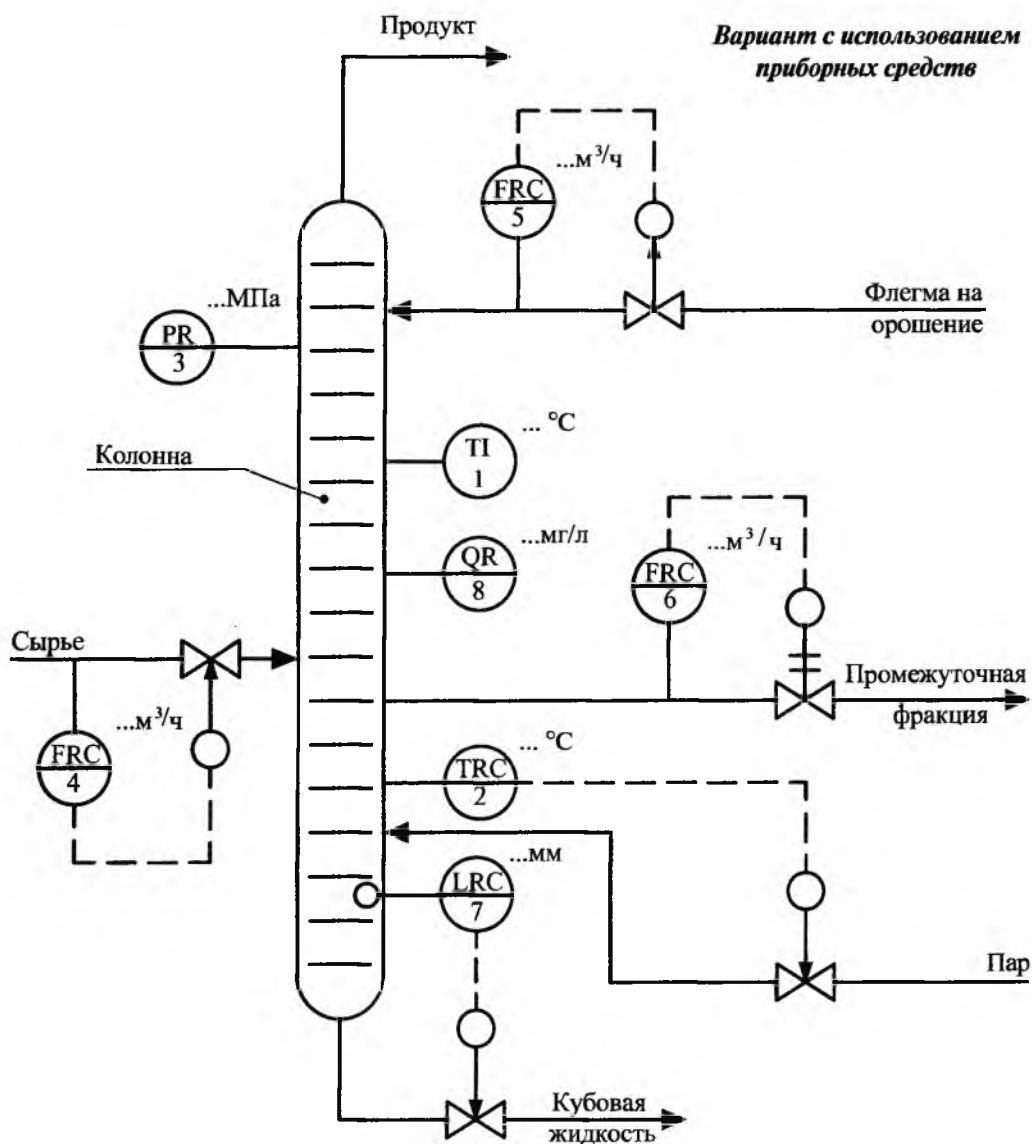 Продукт
Вариант с использованием
приборных средств
...м³/ч
FRC
5
...МПа
PR
3
Флегма на
орошение
... °С
TI
1
Колонна
...мг/л
QR
8
...м³/ч
FRC
6
Сырье
...м³/ч
FRC
4
Промежуточная
фракция
... °С
TRC
2
...мм
LRC
7
Пар
Кубовая
жидкость